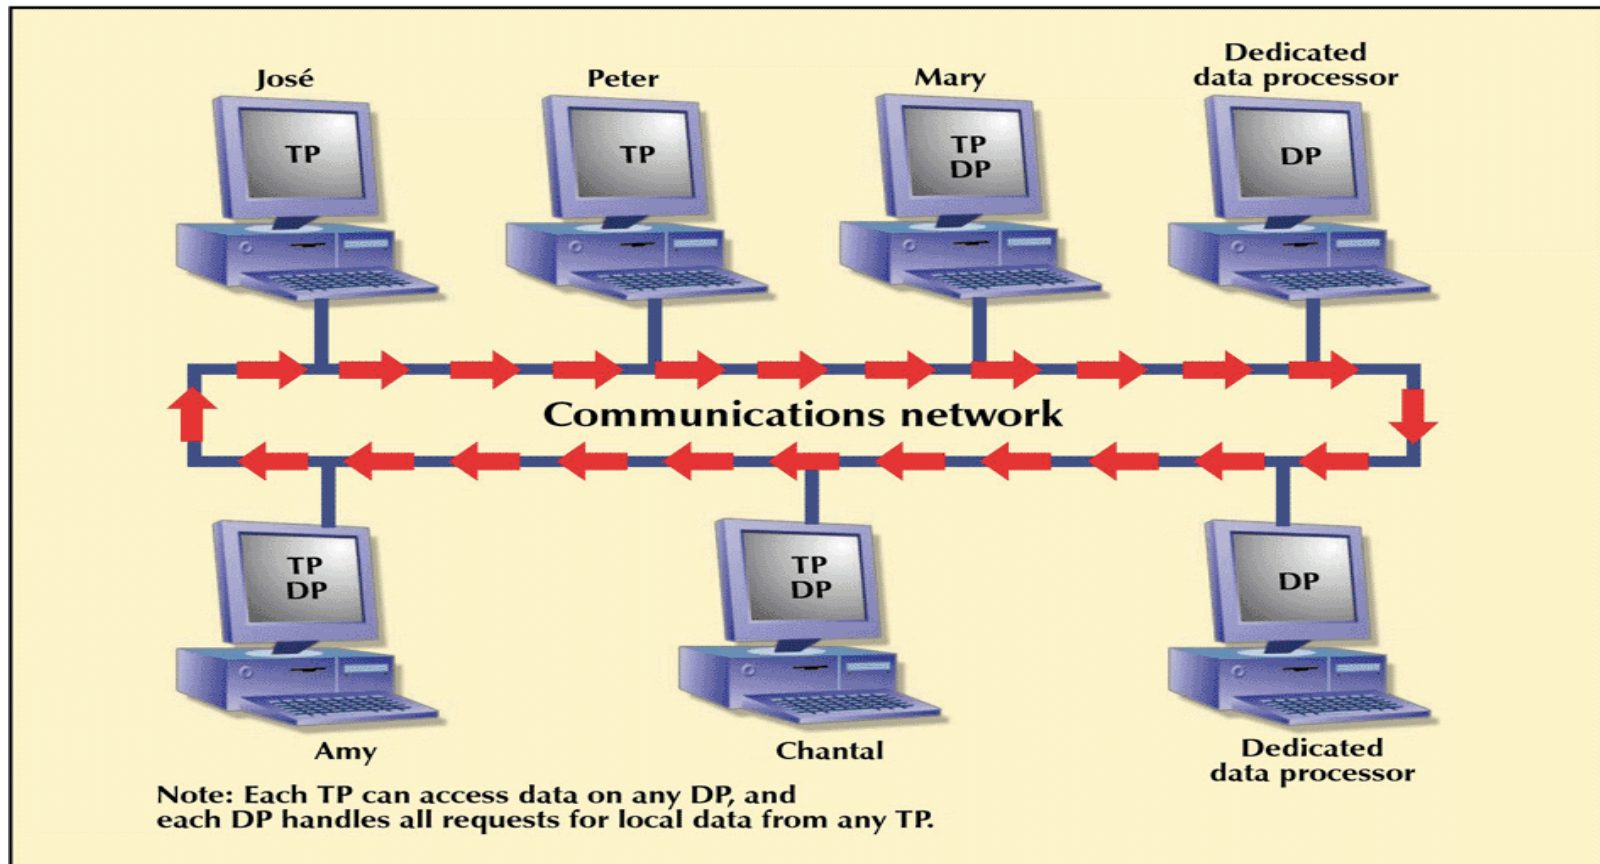 José
Peter
Mary
Dedicated
data processor
TP
TP
TP
DP
DP
Communications network
TP
DP
TP
DP
DP
Amy
Chantal
Dedicated
data processor
Note: Each TP can access data on any DP, and
each DP handles all requests for local data from any TP.